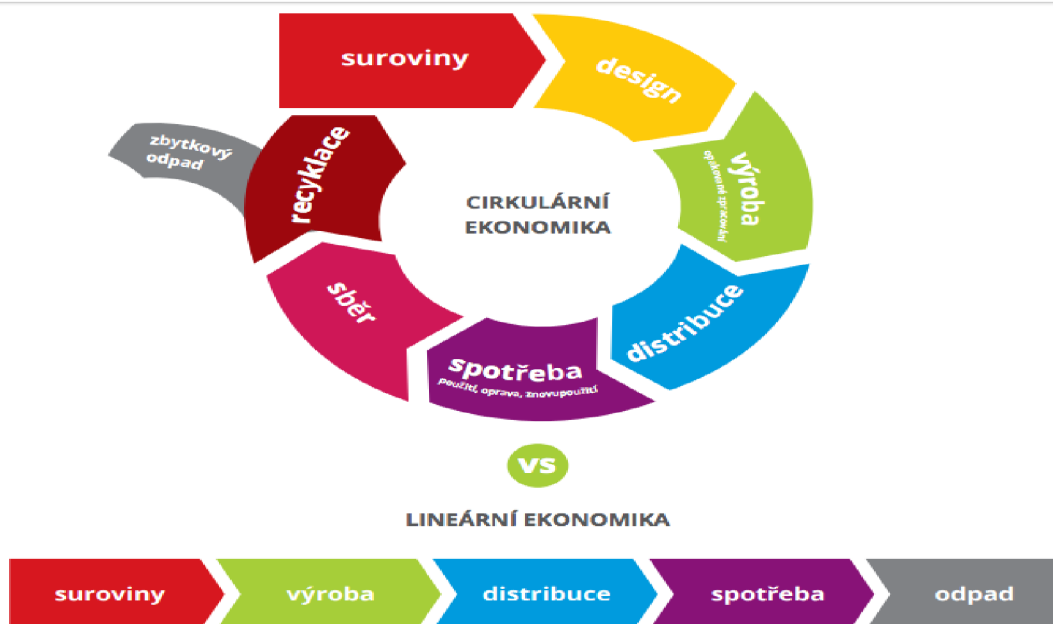 suroviny
design
výroba
opakované zpracování
distribuce
spotřeba
použití, oprava, znovupoužití
sběr
recyklace
zbytkový
odpad
CIRKULÁRNÍ
EKONOMIKA
vs
LINEÁRNÍ EKONOMIKA
suroviny
výroba
distribuce
spotřeba
odpad